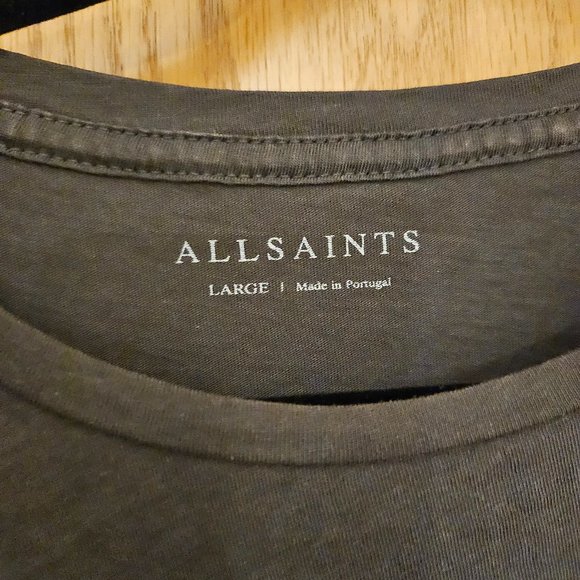 ALLSAINTS
LARGE | Made in Portugal